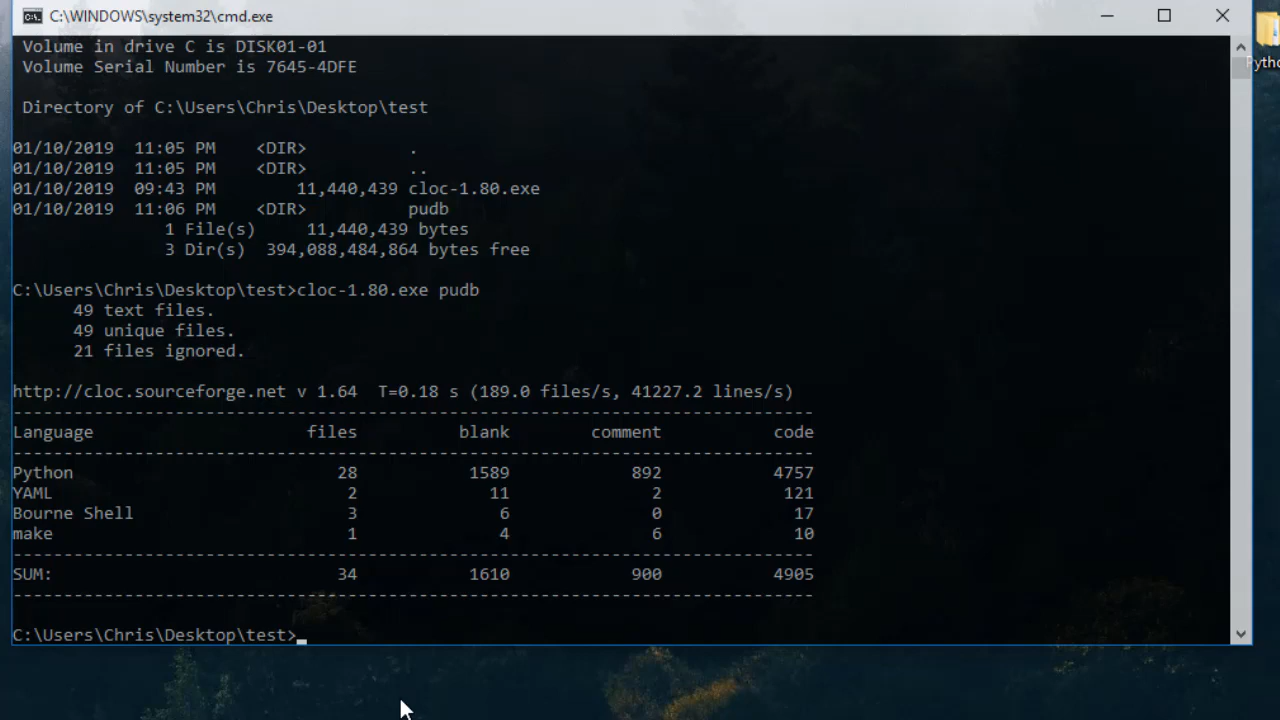 C:\WINDOWS\system32\cmd.exe
Volume in drive C is DISK01-01
Volume Serial Number is 7645-4DFE
Directory of C:\Users\Chris\Desktop\test
01/10/2019  11:05 PM    <DIR>          .
01/10/2019  11:05 PM    <DIR>          ..
01/10/2019  09:43 PM        11,440,439 cloc-1.80.exe
01/10/2019  11:06 PM    <DIR>          pudb
1 File(s)     11,440,439 bytes
3 Dir(s)  394,088,484,864 bytes free
C:\Users\Chris\Desktop\test>cloc-1.80.exe pudb
49 text files.
49 unique files.
21 files ignored.
http://cloc.sourceforge.net v 1.64  T=0.18 s (189.0 files/s, 41227.2 lines/s)
-------------------------------------------------------------------------------
Language                     files          blank        comment           code
-------------------------------------------------------------------------------
Python                          28           1589            892           4757
YAML                             2             11              2            121
Bourne Shell                     3              6              0             17
make                             1              4              6             10
-------------------------------------------------------------------------------
SUM:                            34           1610            900           4905
-------------------------------------------------------------------------------
C:\Users\Chris\Desktop\test>